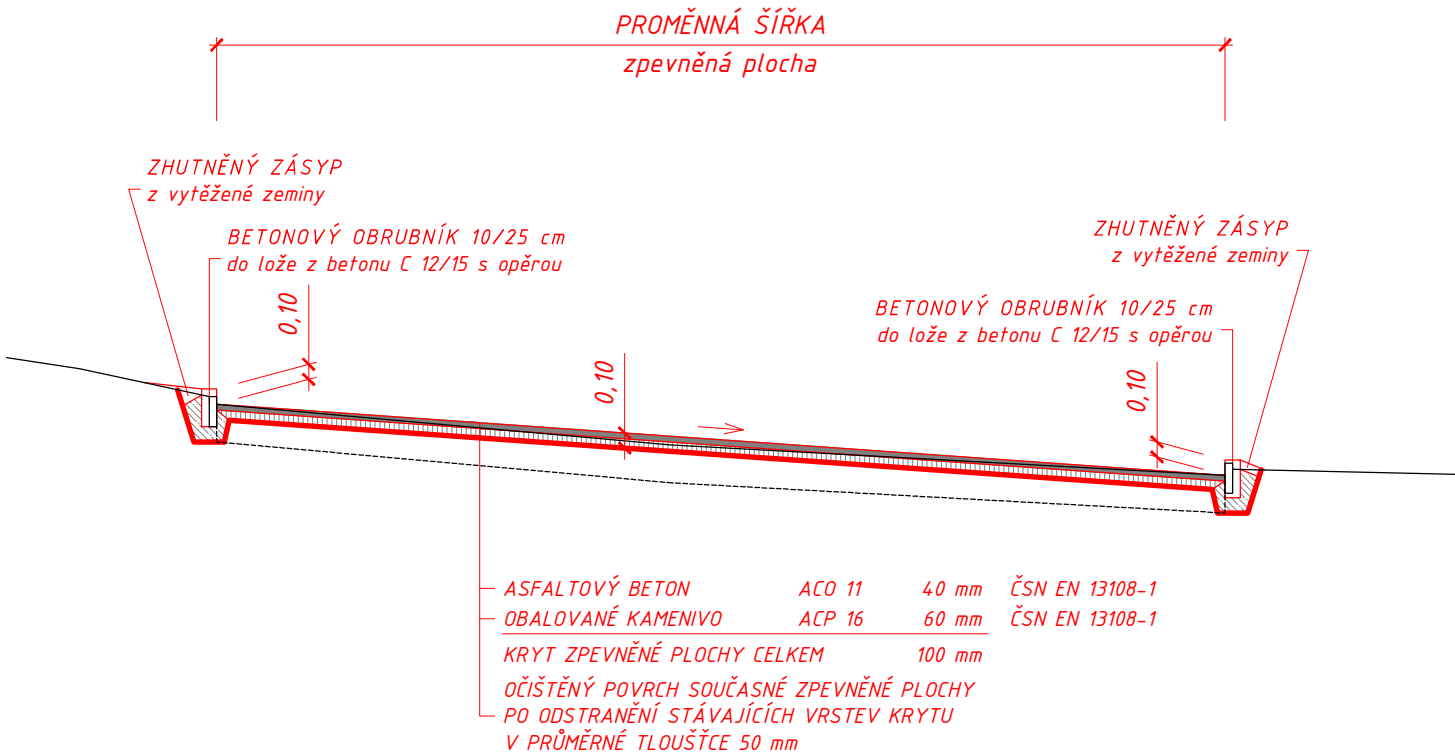 PROMĚNNÁ ŠÍŘKA
zpevněná plocha
ZHUTNĚNÝ ZÁSYP
z vytěžené zeminy
BETONOVÝ OBRUBNÍK 10/25 cm
do lože z betonu C 12/15 s opěrou
0,10
ZHUTNĚNÝ ZÁSYP
z vytěžené zeminy
BETONOVÝ OBRUBNÍK 10/25 cm
do lože z betonu C 12/15 s opěrou
0,10
0,10
ASFALTOVÝ BETON ACO 11 40 mm ČSN EN 13108-1
OBALOVANÉ KAMENIVO ACP 16 60 mm ČSN EN 13108-1
KRYT ZPEVNĚNÉ PLOCHY CELKEM 100 mm
OČIŠTĚNÝ POVRCH SOUČASNÉ ZPEVNĚNÉ PLOCHY
PO ODSTRANĚNÍ STÁVAJÍCÍCH VRSTEV KRYTU
V PRŮMĚRNÉ TLOUŠŤCE 50 mm